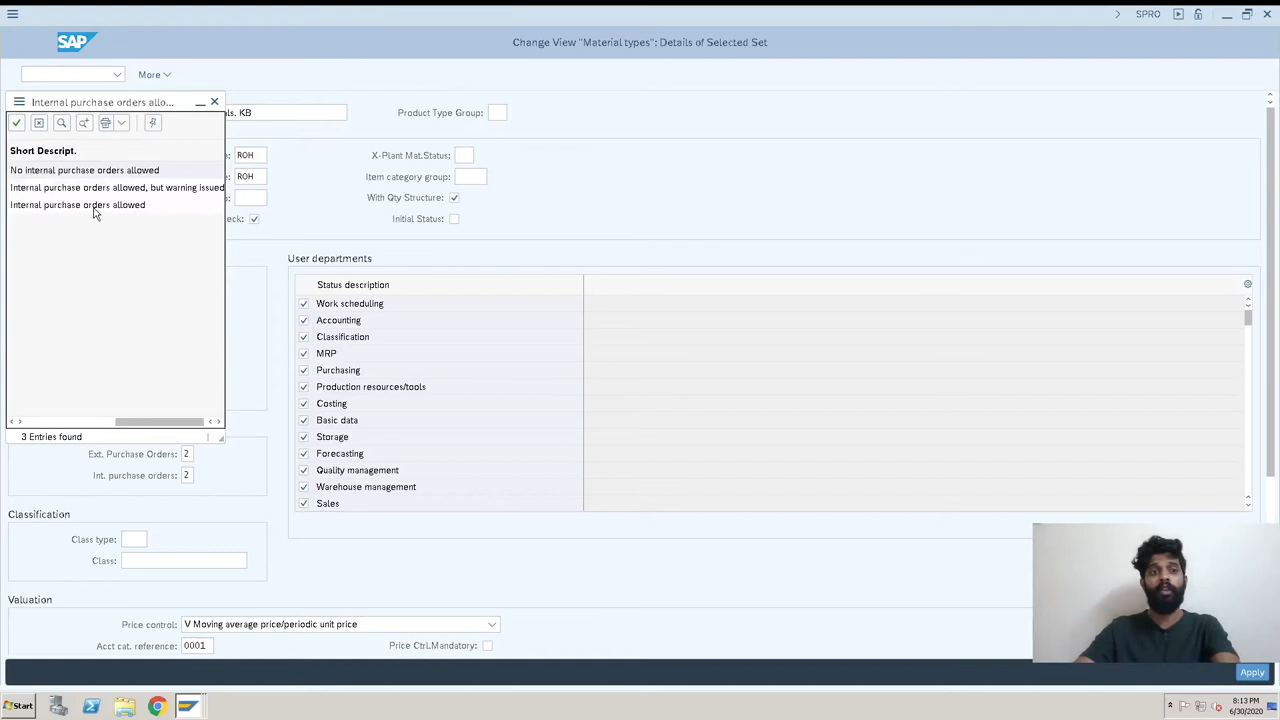 SPRO
SAP
Change View "Material types": Details of Selected Set
More
Internal purchase orders allo...
als. KB
Product Type Group:
Short Descript.
No internal purchase orders allowed
Internal purchase orders allowed, but warning issued
Internal purchase orders allowed
ROH
X-Plant Mat.Status:
ROH
Item category group:
With Qty Structure:
eck:
Initial Status:
User departments
Status description
Work scheduling
Accounting
Classification
MRP
Purchasing
Production resources/tools
Costing
Basic data
Storage
Forecasting
Quality management
Warehouse management
Sales
3 Entries found
Ext. Purchase Orders: 2
Int. purchase orders: 2
Classification
Class type:
Class:
Valuation
Price control: V Moving average price/periodic unit price
Acct cat. reference: 0001
Price Ctrl.Mandatory:
Apply
Start
8:13 PM
6/30/2020